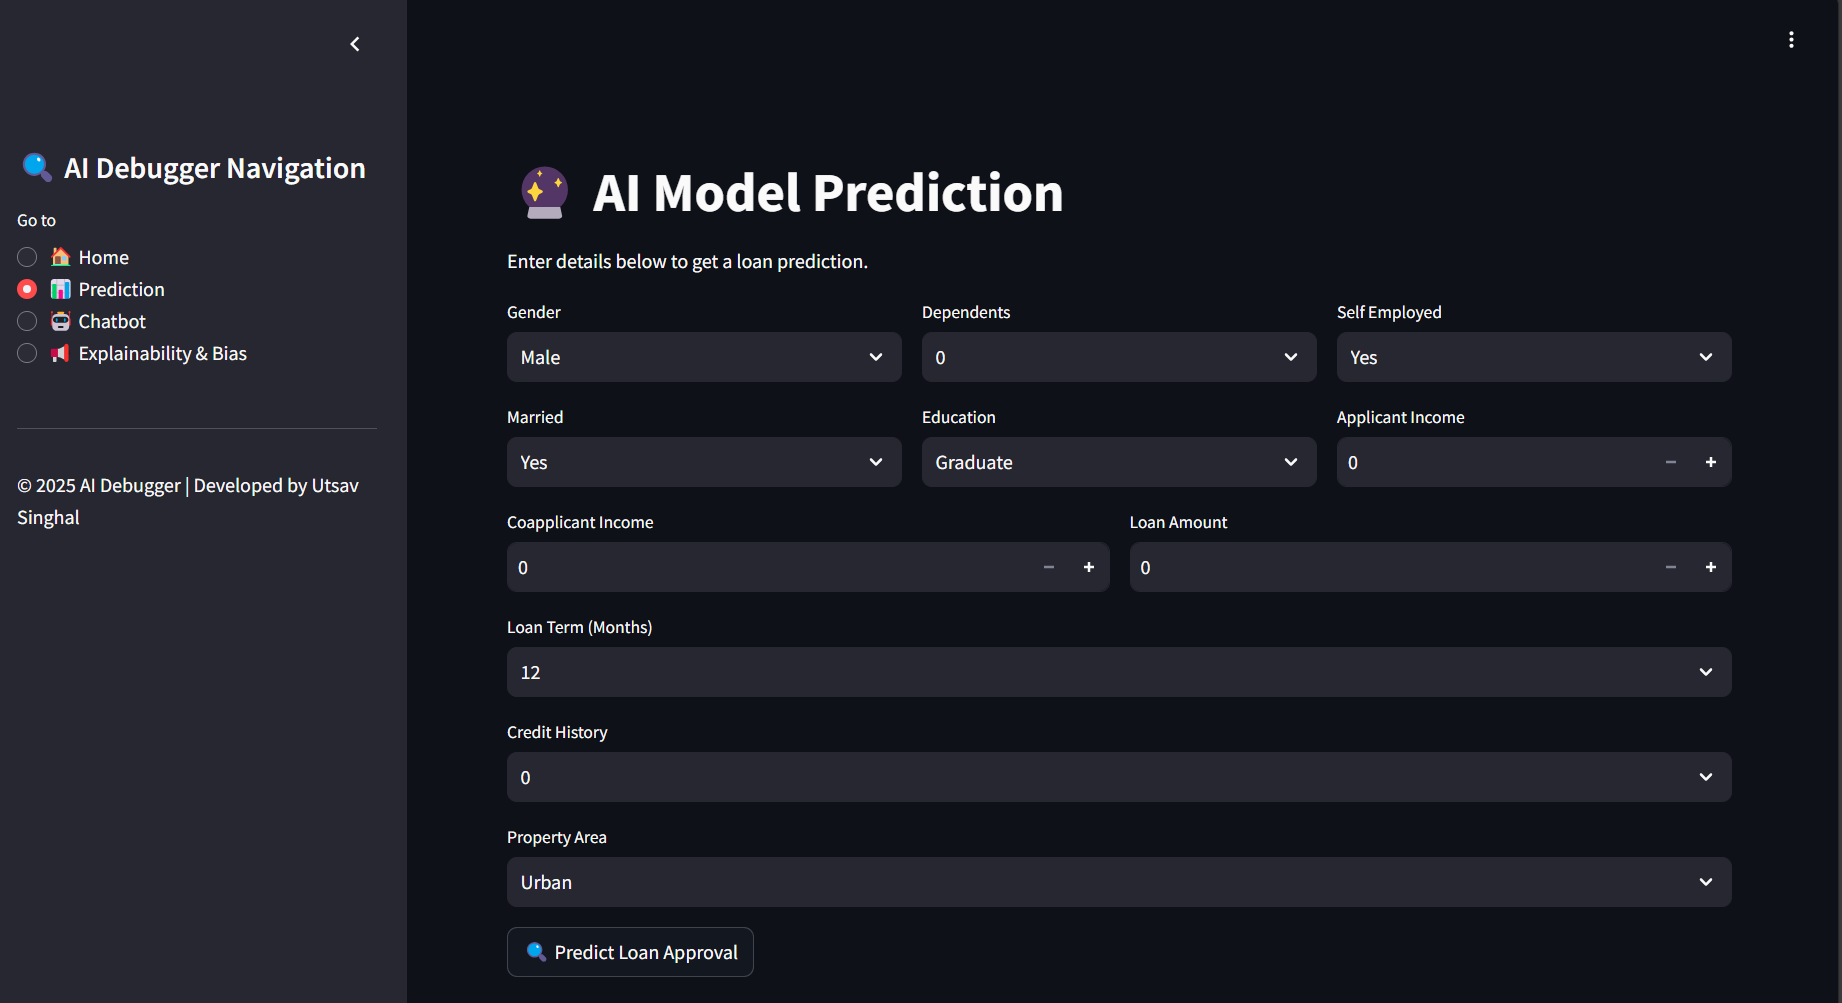 AI Debugger Navigation
Go to
Home
Prediction
Chatbot
Explainability & Bias
© 2025 AI Debugger | Developed by Utsav
Singhal
AI Model Prediction
Enter details below to get a loan prediction.
Gender
Male
Dependents
0
Self Employed
Yes
Married
Yes
Education
Graduate
Applicant Income
0
Coapplicant Income
0
Loan Amount
0
Loan Term (Months)
12
Credit History
0
Property Area
Urban
Predict Loan Approval